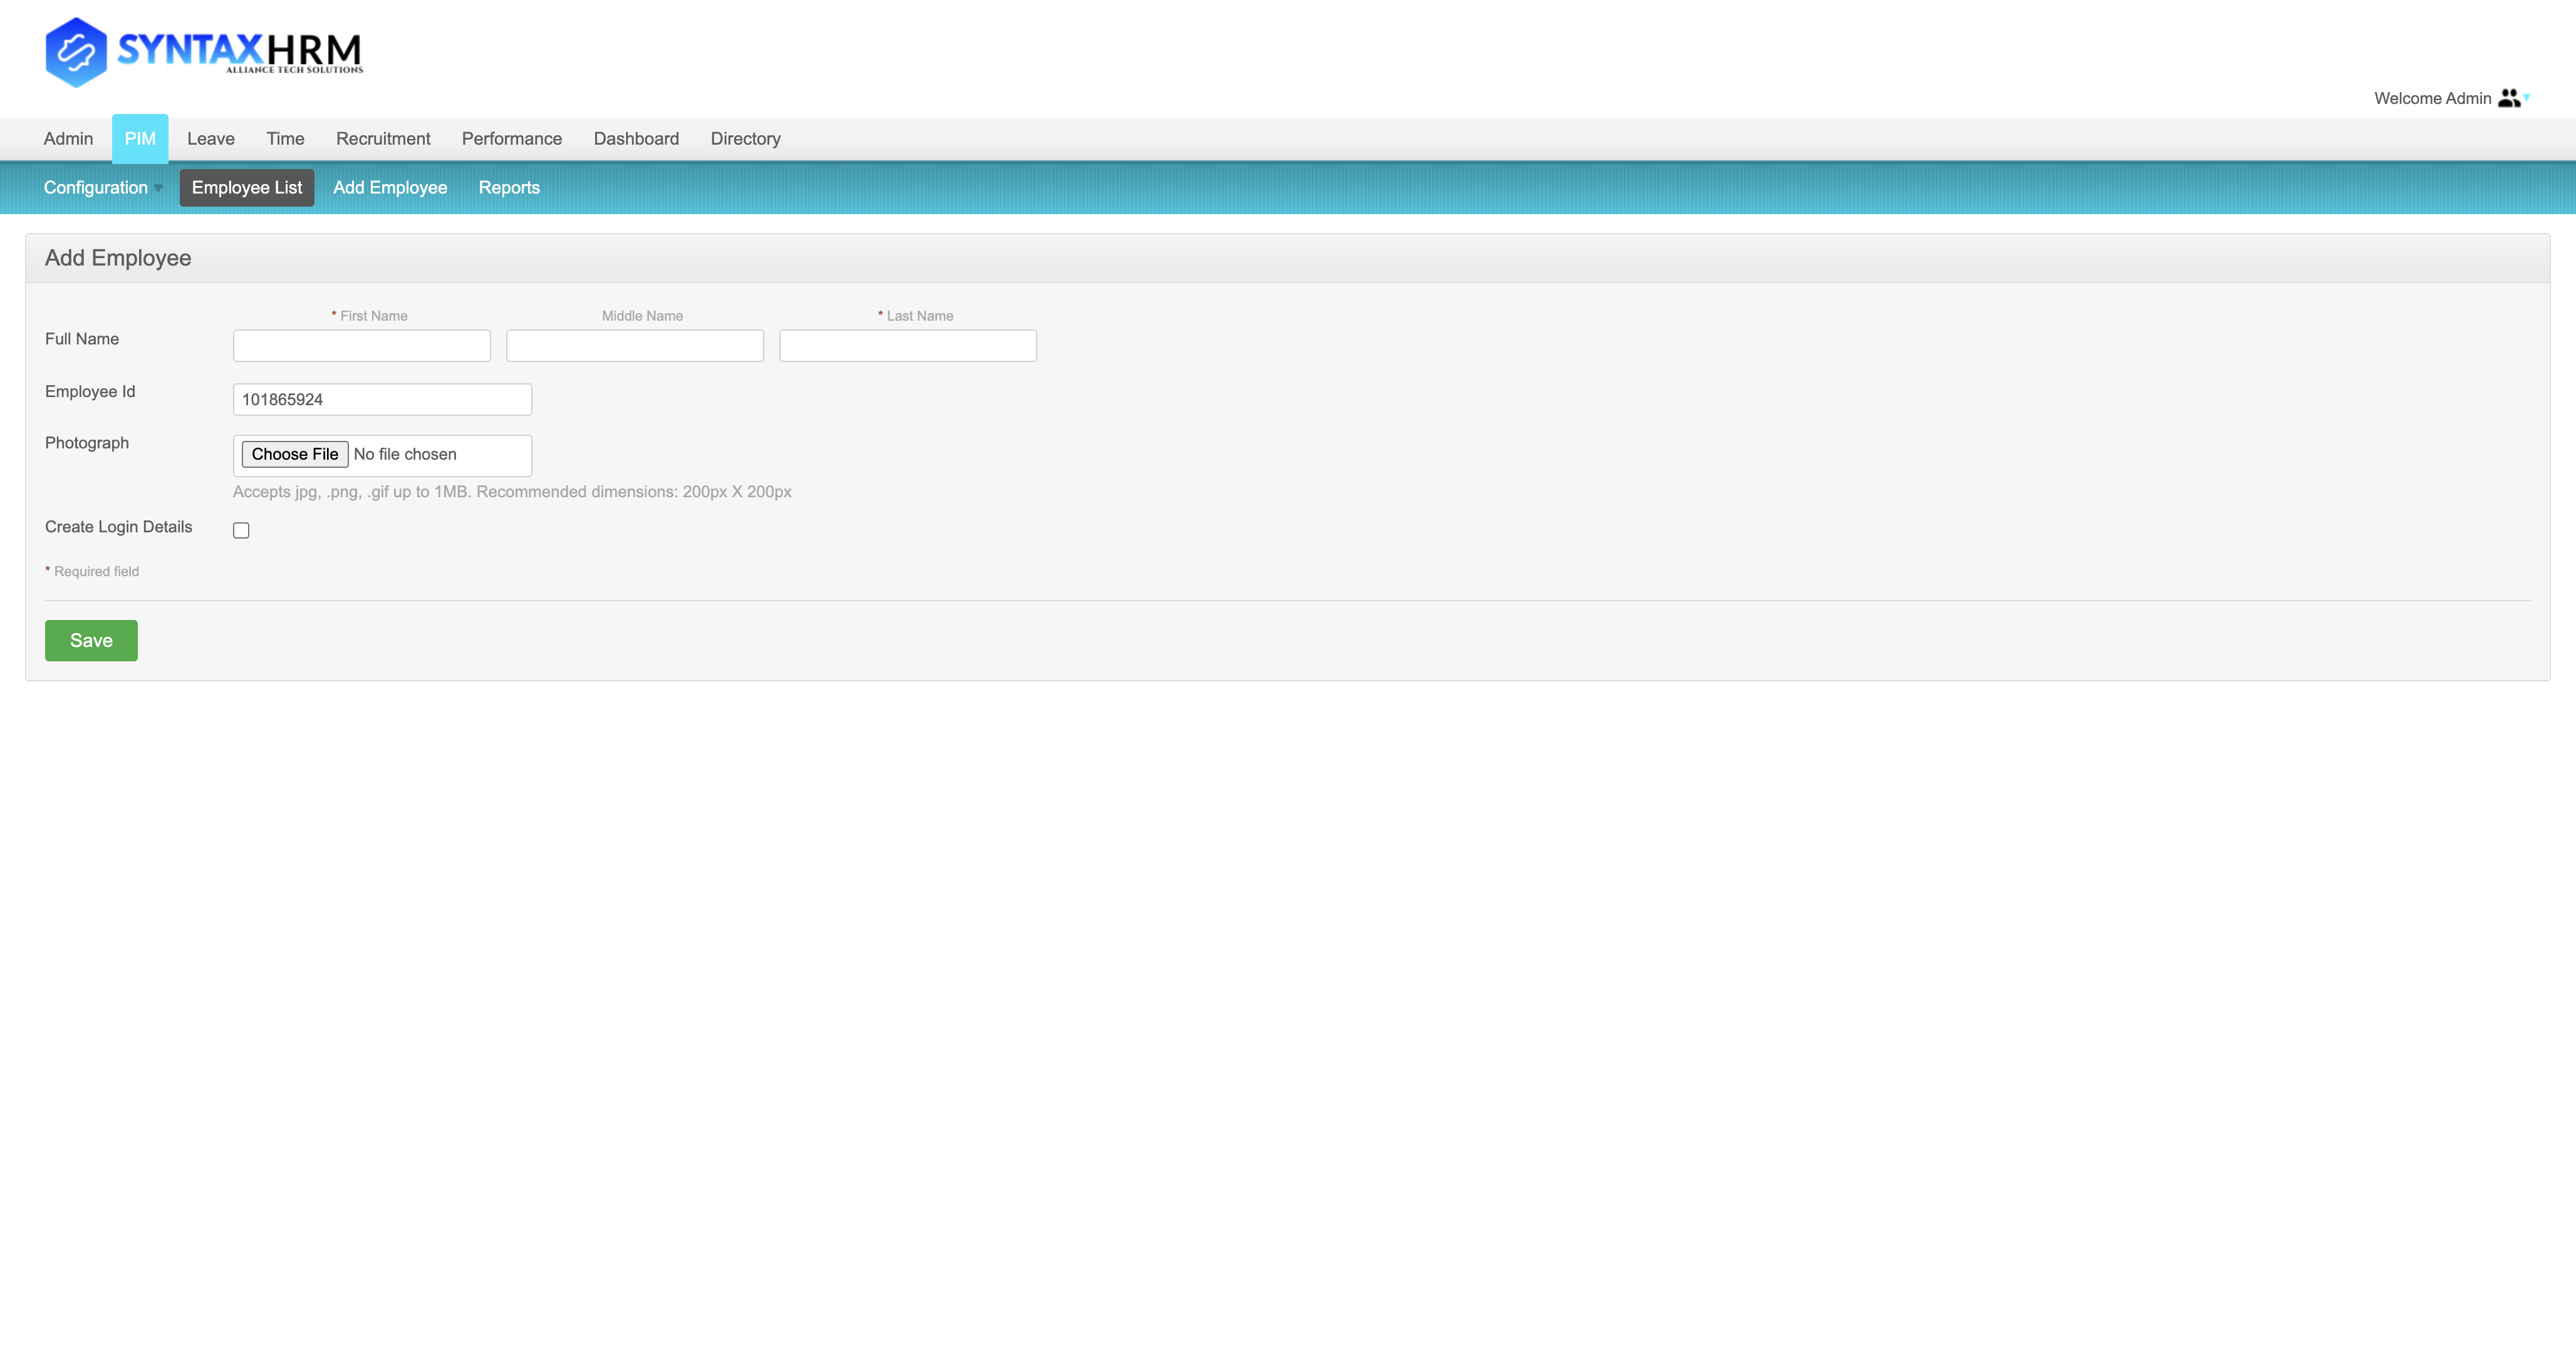 SYNTAXHRM
ALLIANCE TECH SOLUTIONS
Welcome Admin
Admin PIM Leave Time Recruitment Performance Dashboard Directory
Configuration Employee List Add Employee Reports
Add Employee
* First Name Middle Name * Last Name
Full Name
Employee Id 101865924
Photograph Choose File No file chosen
Accepts jpg, .png, .gif up to 1MB. Recommended dimensions: 200px X 200px
Create Login Details
* Required field
Save